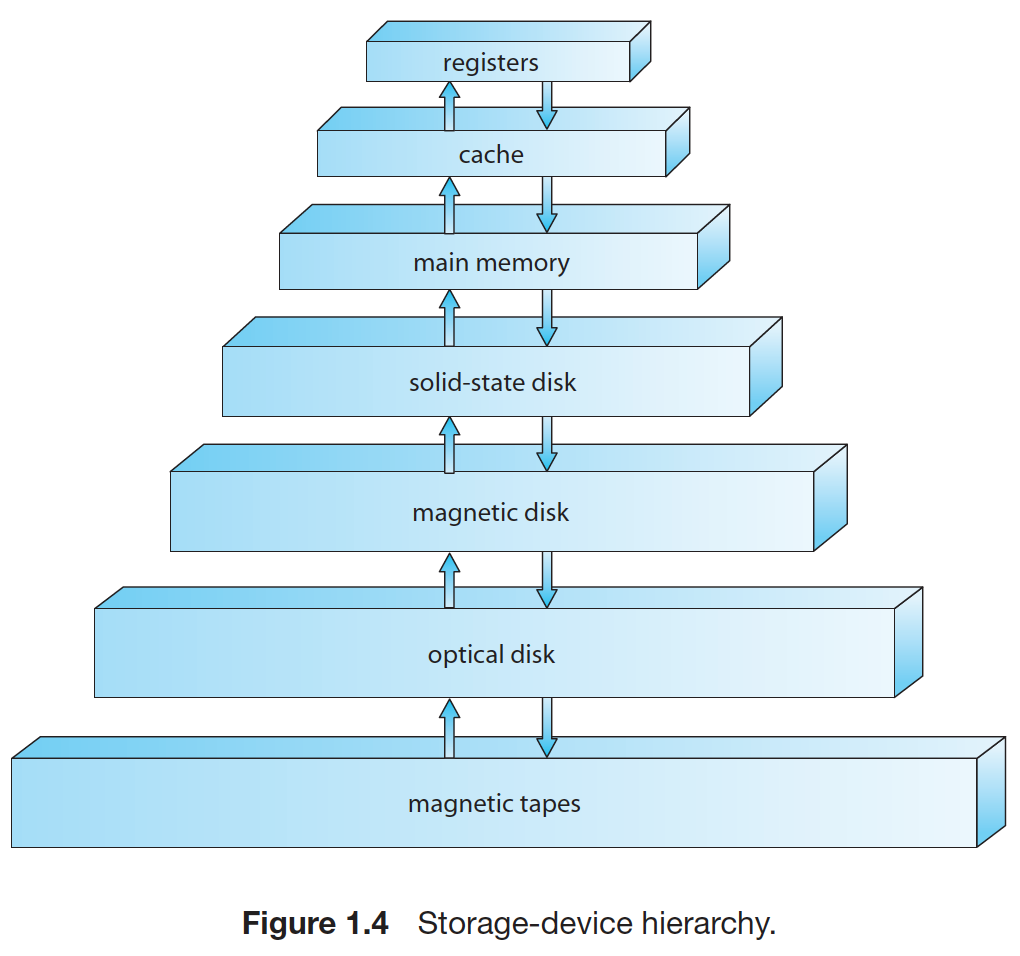 registers
cache
main memory
solid-state disk
magnetic disk
optical disk
magnetic tapes
Figure 1.4 Storage-device hierarchy.